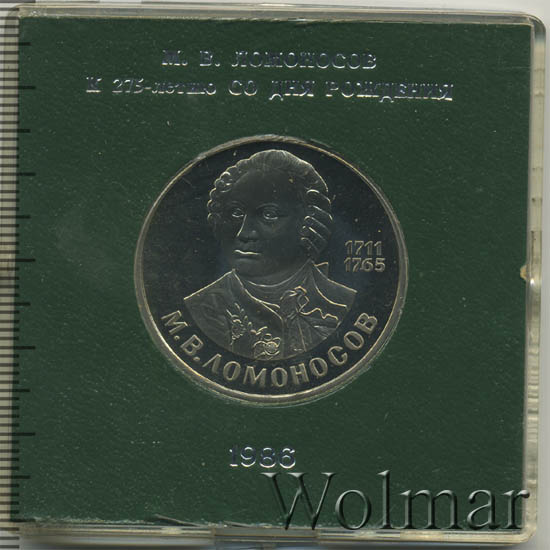 М. В. ЛОМОНОСОВ
К 275-летию СО ДНЯ РОЖДЕНИЯ
1711
1765
М.В. ЛОМОНОСОВ
1986
Wolmar